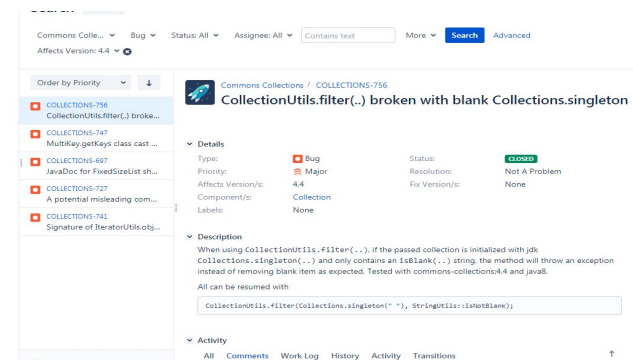 Commons Colle... Bug Status: All Assignee: All Contains text More Search Advanced
Affects Version: 4.4
Order by Priority
COLLECTIONS-756
CollectionUtils.filter(..) broke...
COLLECTIONS-747
MultiKey.getKeys class cast ...
COLLECTIONS-697
JavaDoc for FixedSizeList sh...
COLLECTIONS-727
A potential misleading com...
COLLECTIONS-741
Signature of IteratorUtils.obj...
Commons Collections / COLLECTIONS-756
CollectionUtils.filter(..) broken with blank Collections.singleton
Details
Type: Bug Status: CLOSED
Priority: Major Resolution: Not A Problem
Affects Version/s: 4.4 Fix Version/s: None
Component/s: Collection
Labels: None
Description
When using CollectionUtils.filter(..), if the passed collection is initialized with jdk
Collections.singleton(..) and only contains an isBlank(..) string, the method will throw an exception
instead of removing blank item as expected. Tested with commons-collections:4.4 and java8.
All can be resumed with
CollectionUtils.filter(Collections.singleton(" "), StringUtils::isNotBlank);
Activity
All Comments Work Log History Activity Transitions